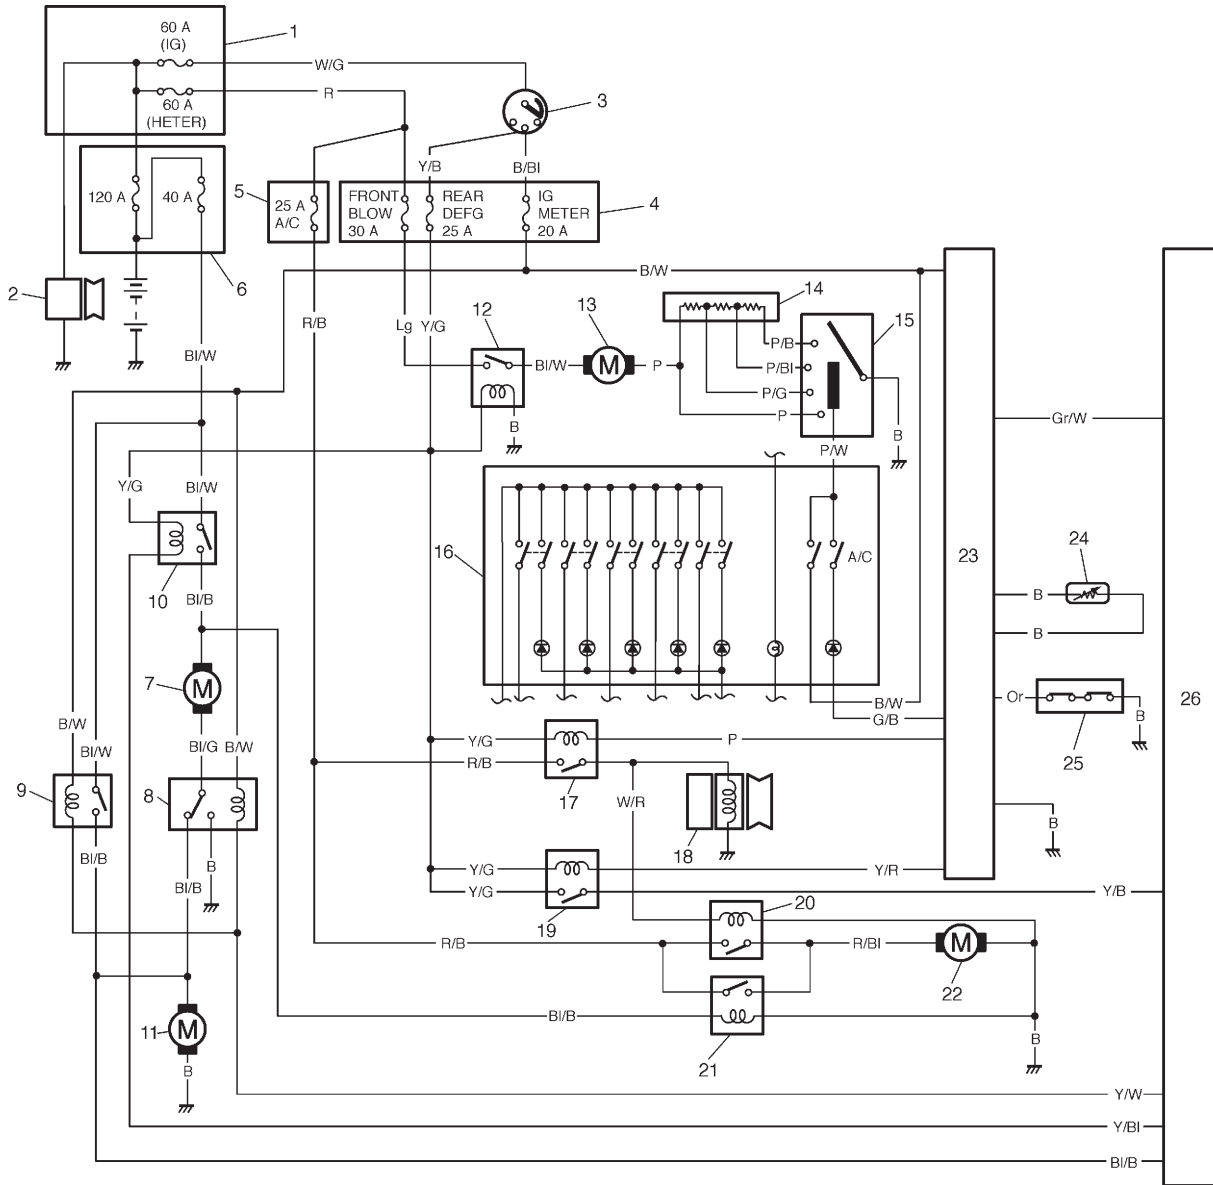 60 A
(IG)
1
W/G
R
60 A
(HETER)
3
Y/B
B/Bl
120 A
40 A
5
25 A
A/C
FRONT
BLOW
30 A
REAR
DEFG
25 A
IG
METER
20 A
4
6
2
B/W
14
13
12
15
R/B
Lg
Y/G
Bl/W
Bl/W
M
P
P/B
P/Bl
P/G
P
B
B
Gr/W
P/W
Y/G
Bl/W
16
A/C
23
24
10
B
Bl/B
B
7
M
B/W
G/B
Or
B
25
26
B/W
Bl/W
Bl/G
B/W
Y/G
P
R/B
17
W/R
9
8
18
B
Bl/B
B
Bl/B
Y/G
Y/R
Y/G
Y/B
19
20
R/B
R/Bl
M
22
11
M
Bl/B
21
B
B
Y/W
Y/Bl
Bl/B